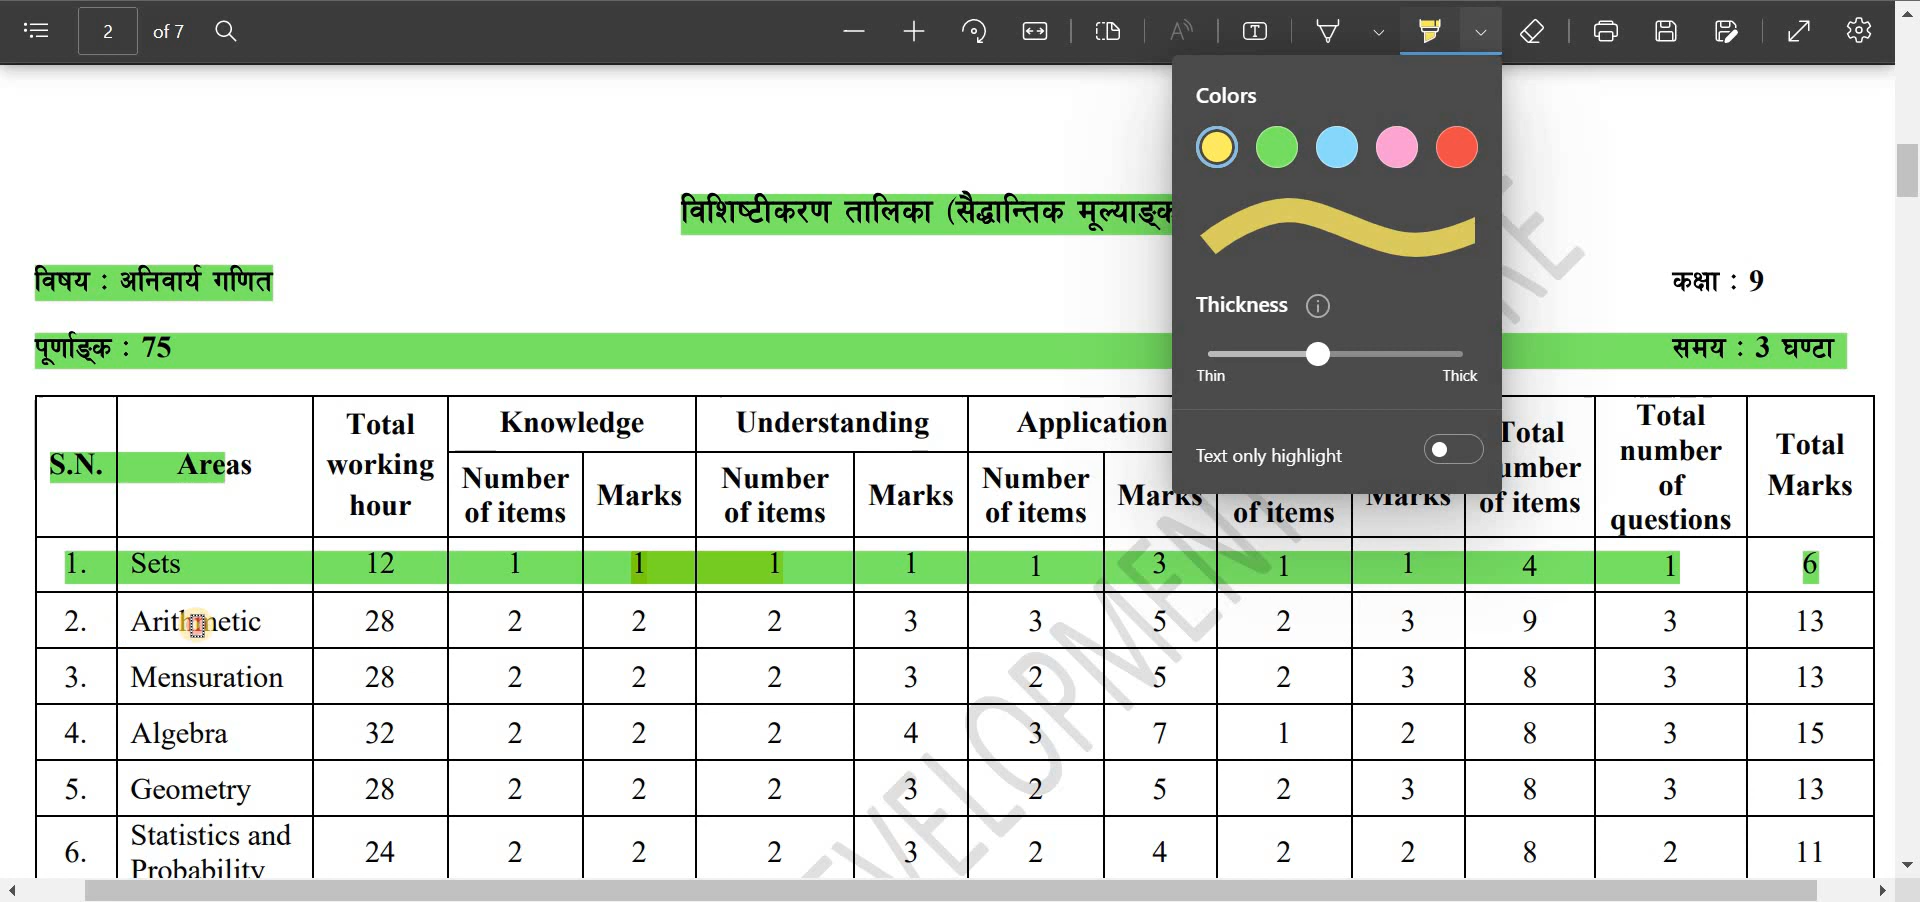 2 of 7
Colors
Thickness
Thin Thick
Text only highlight
विशिष्टीकरण तालिका (सैद्धान्तिक मूल्याङ्क
विषय : अनिवार्य गणित कक्षा : 9
पूर्णाङ्क : 75 समय : 3 घण्टा
S.N. Areas Total working hour Knowledge Understanding Application Total number of items Total number of questions Total Marks
Number of items Marks Number of items Marks Number of items Marks of items Marks
1. Sets 12 1 1 1 1 1 3 1 1 4 1 6
2. Arithmetic 28 2 2 2 3 3 5 2 3 9 3 13
3. Mensuration 28 2 2 2 3 2 5 2 3 8 3 13
4. Algebra 32 2 2 2 4 3 7 1 2 8 3 15
5. Geometry 28 2 2 2 3 2 5 2 3 8 3 13
6. Statistics and Probability 24 2 2 2 3 2 4 2 2 8 2 11